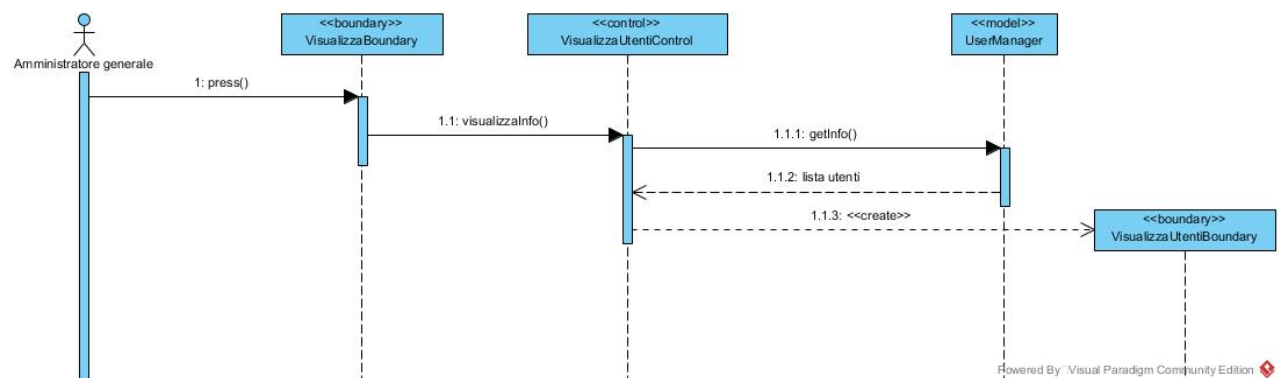 <<boundary>>
VisualizzaBoundary
<<control>>
VisualizzaUtentiControl
<<model>>
UserManager
Amministratore generale
1: press()
1.1: visualizzaInfo()
1.1.1: getInfo()
1.1.2: lista utenti
1.1.3: <<create>>
<<boundary>>
VisualizzaUtentiBoundary
Powered By Visual Paradigm Community Edition